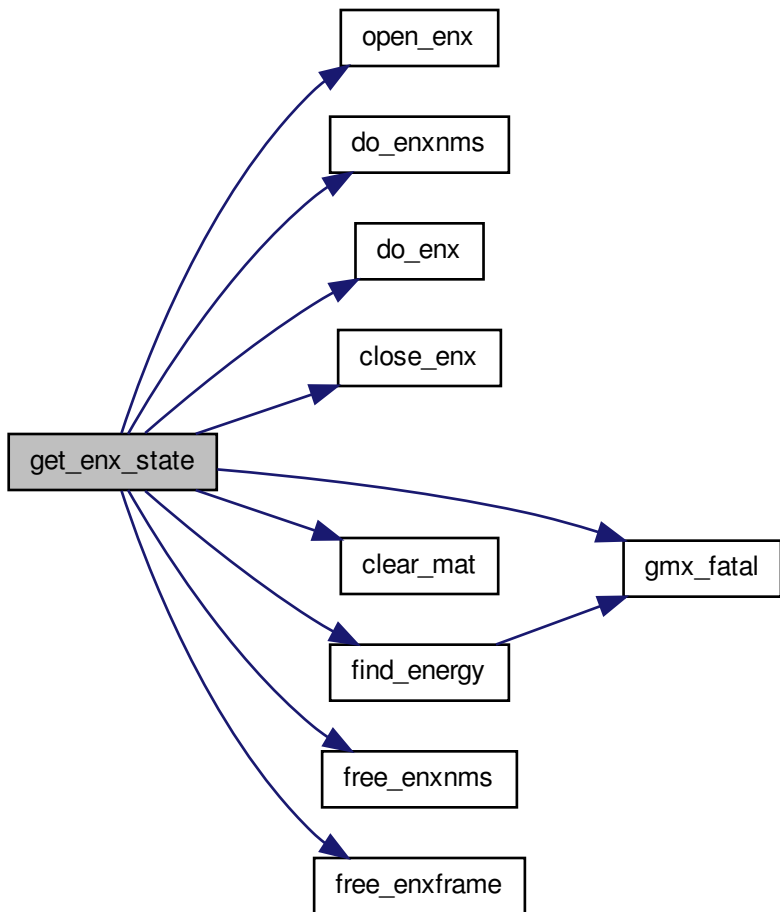 open_enx
do_enxnms
do_enx
close_enx
get_enx_state
clear_mat
gmx_fatal
find_energy
free_enxnms
free_enxframe